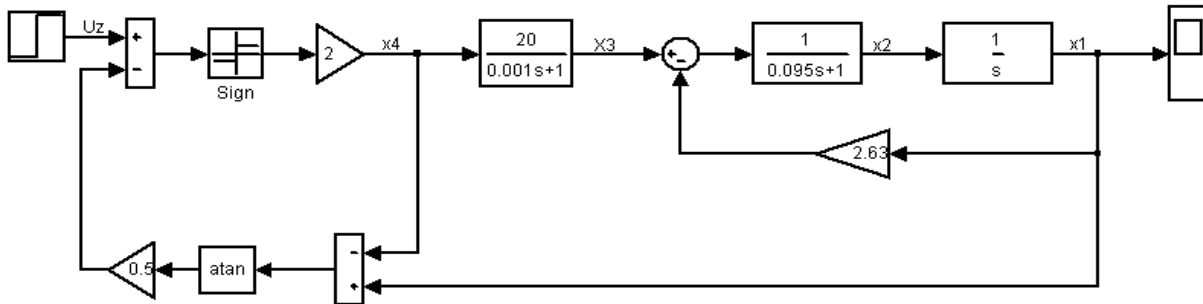 Uz
+
−
Sign
2
x4
20
0.001s+1
X3
+
−
1
0.095s+1
x2
1
s
x1
2.63
−
+
atan
0.5